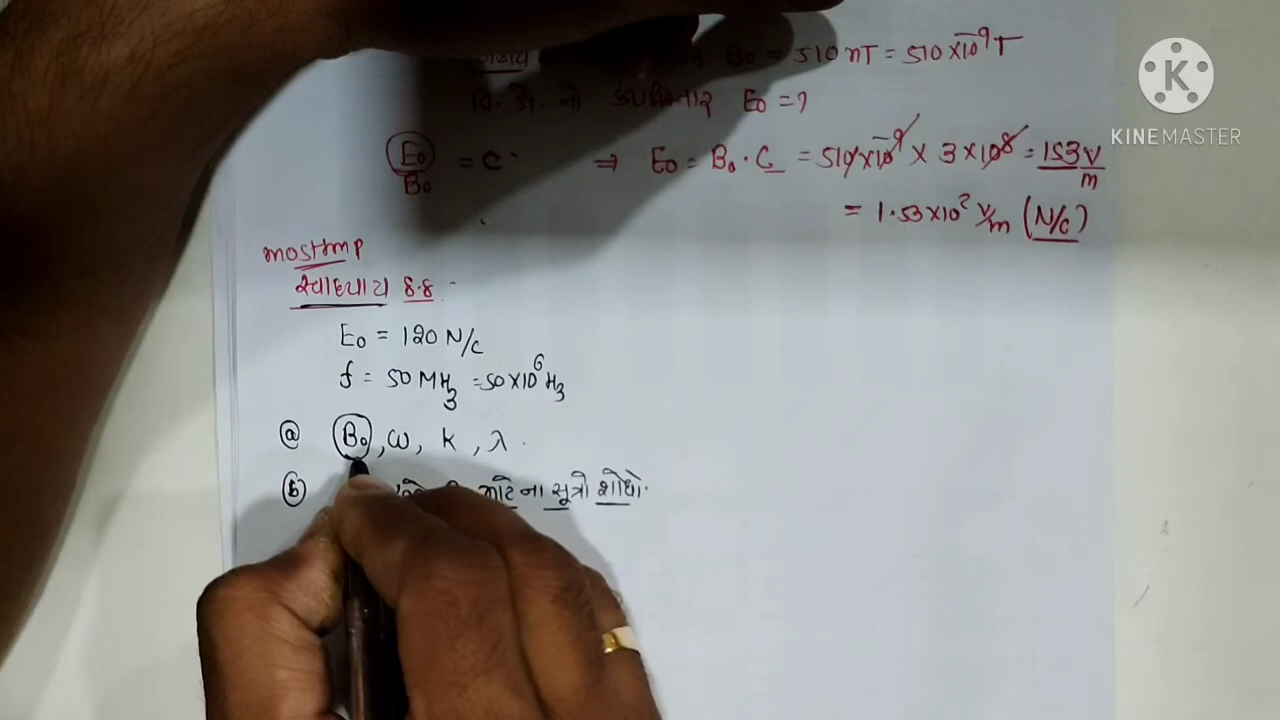 B₀ = 510 nT = 510 × 10⁻⁹ T
વિ. ક્ષે. નો કંપવિસ્તાર E₀ = ?
E₀/B₀ = C ⇒ E₀ = B₀ · C = 510 × 10⁻⁹ × 3 × 10⁸ = 153 V/m
= 1.53 × 10² V/m (N/C)
most Imp
સ્વાધ્યાય 8.8
E₀ = 120 N/C
f = 50 MHz = 50 × 10⁶ Hz
ⓐ B₀, ω, k, λ.
ⓑ માટેના સૂત્રો શોધો.
K
KINEMASTER